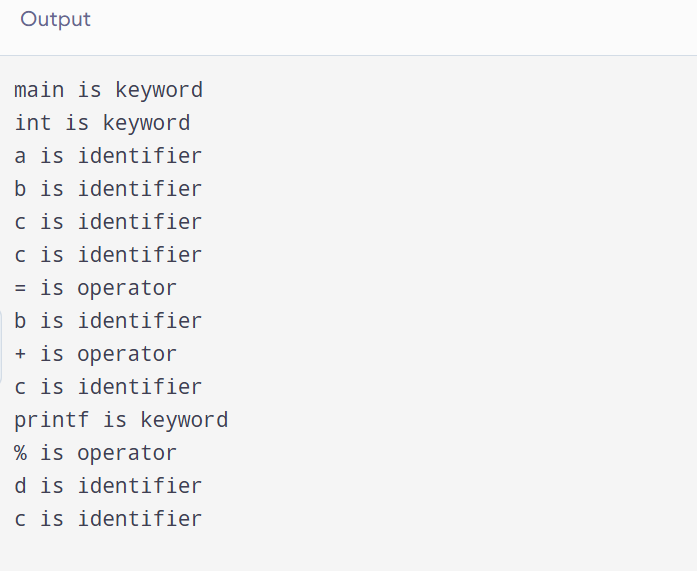 Output
main is keyword
int is keyword
a is identifier
b is identifier
c is identifier
c is identifier
= is operator
b is identifier
+ is operator
c is identifier
printf is keyword
% is operator
d is identifier
c is identifier